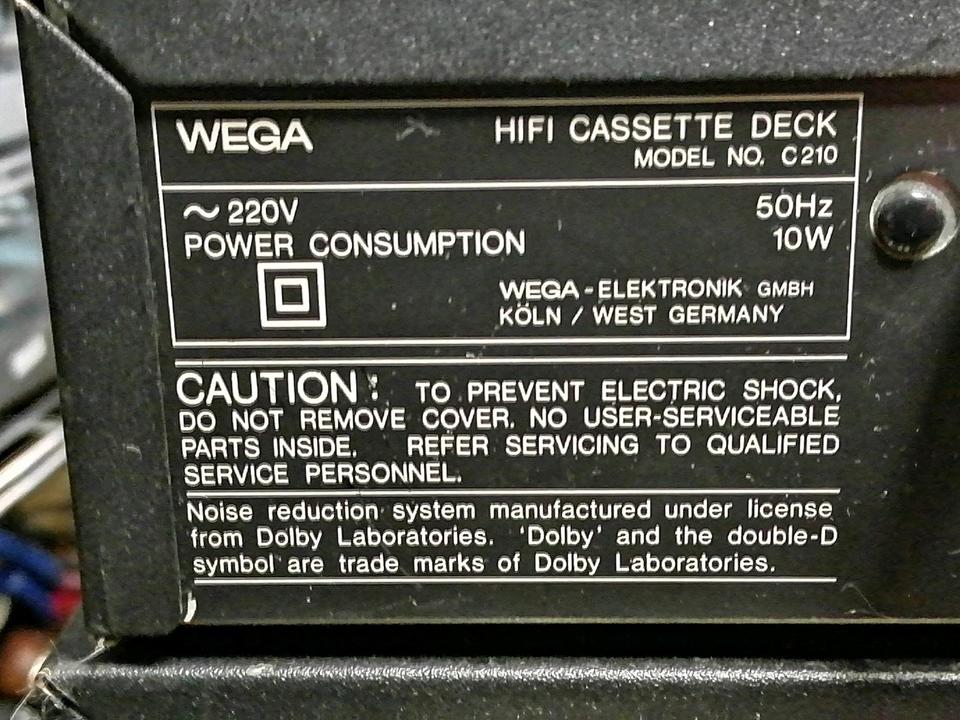 WEGA HIFI CASSETTE DECK
MODEL NO. C210
~ 220V 50Hz
POWER CONSUMPTION 10W
WEGA-ELEKTRONIK GMBH
KÖLN / WEST GERMANY
CAUTION: TO PREVENT ELECTRIC SHOCK,
DO NOT REMOVE COVER. NO USER-SERVICEABLE
PARTS INSIDE. REFER SERVICING TO QUALIFIED
SERVICE PERSONNEL.
Noise reduction system manufactured under license
from Dolby Laboratories. 'Dolby' and the double-D
symbol are trade marks of Dolby Laboratories.